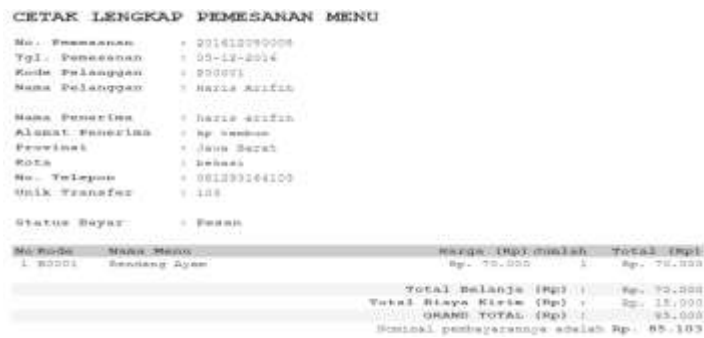 CETAK LENGKAP PEMESANAN MENU
No. Pemesanan :
Tgl. Pemesanan : 05-12-2016
Kode Pelanggan :
Nama Pelanggan : Haris Arifin
Nama Penerima : haris arifin
Alamat Penerima : kp tambun
Provinsi : Jawa Barat
Kota : bekasi
No. Telepon :
Unik Transfer : 103
Status Bayar : Pesan
No Kode Nama Menu Harga (Rp) Jumlah Total (Rp)
1 B0001 Rendang Ayam Rp. 70.000 1 Rp. 70.000
Total Belanja (Rp) : Rp. 70.000
Total Biaya Kirim (Rp) : Rp. 15.000
GRAND TOTAL (Rp) : 85.000
Nominal pembayarannya adalah Rp. 85.103